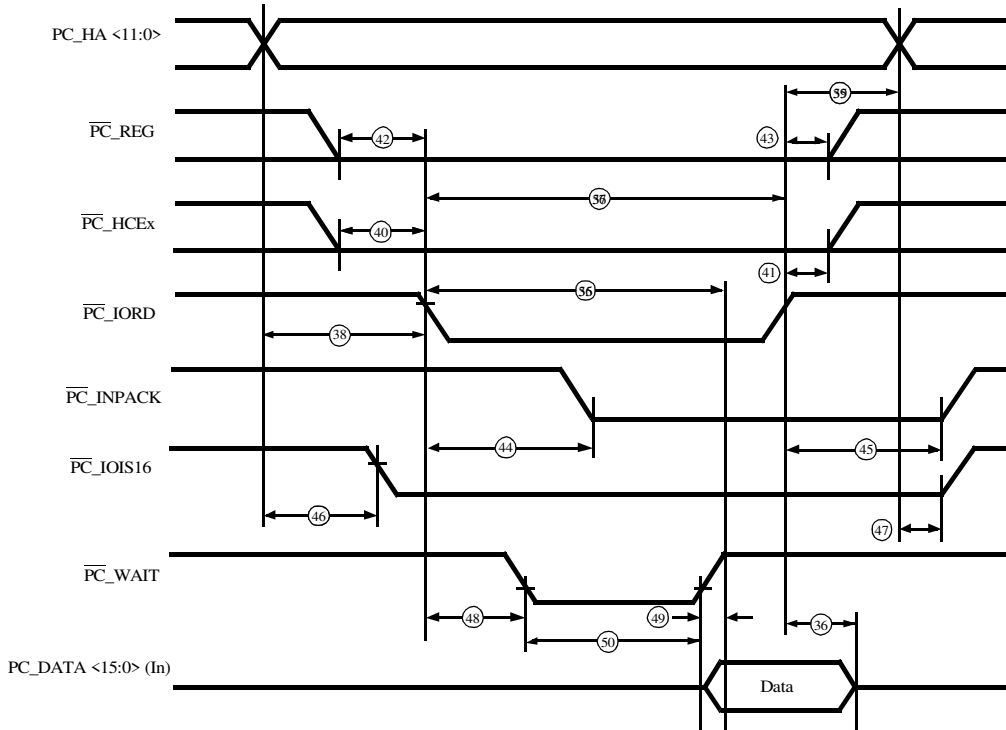 PC_HA <11:0>
PC_REG
42
43
PC_HCEx
40
41
PC_IORD
38
PC_INPACK
44
45
PC_IOIS16
46
47
PC_WAIT
48
49
36
50
PC_DATA <15:0> (In)
Data